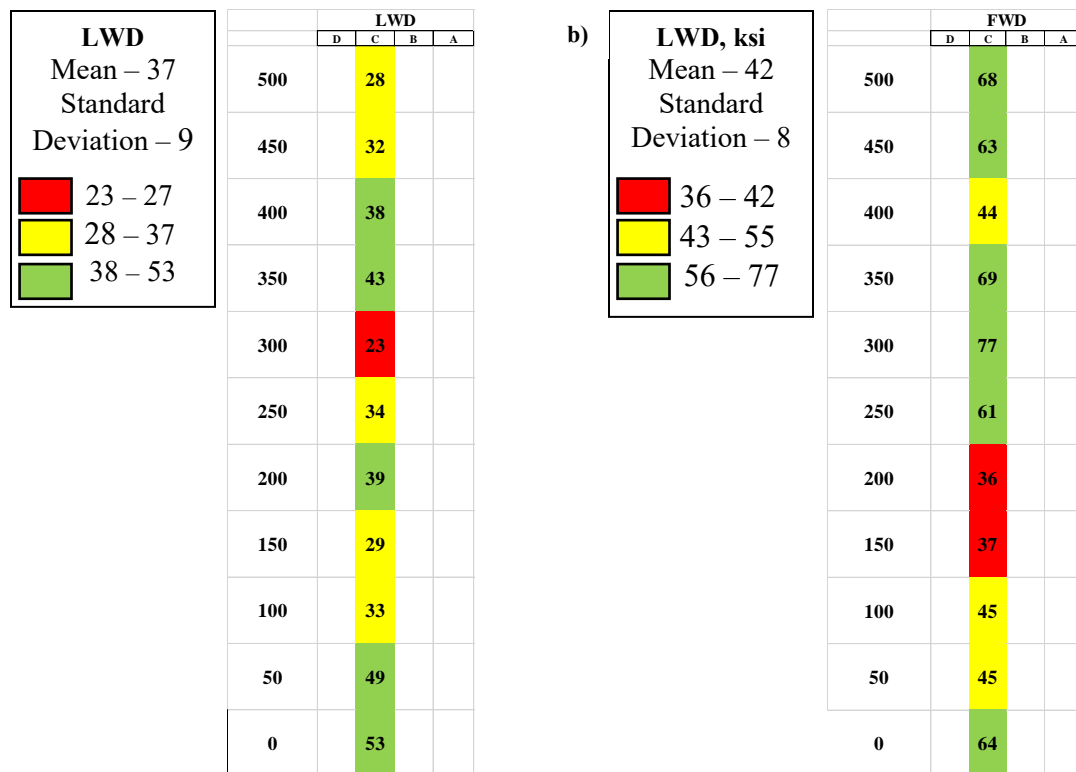 LWD
Mean – 37
Standard
Deviation – 9
23 – 27
28 – 37
38 – 53
LWD
D C B A
500 28
450 32
400 38
350 43
300 23
250 34
200 39
150 29
100 33
50 49
0 53
b)
LWD, ksi
Mean – 42
Standard
Deviation – 8
36 – 42
43 – 55
56 – 77
FWD
D C B A
500 68
450 63
400 44
350 69
300 77
250 61
200 36
150 37
100 45
50 45
0 64